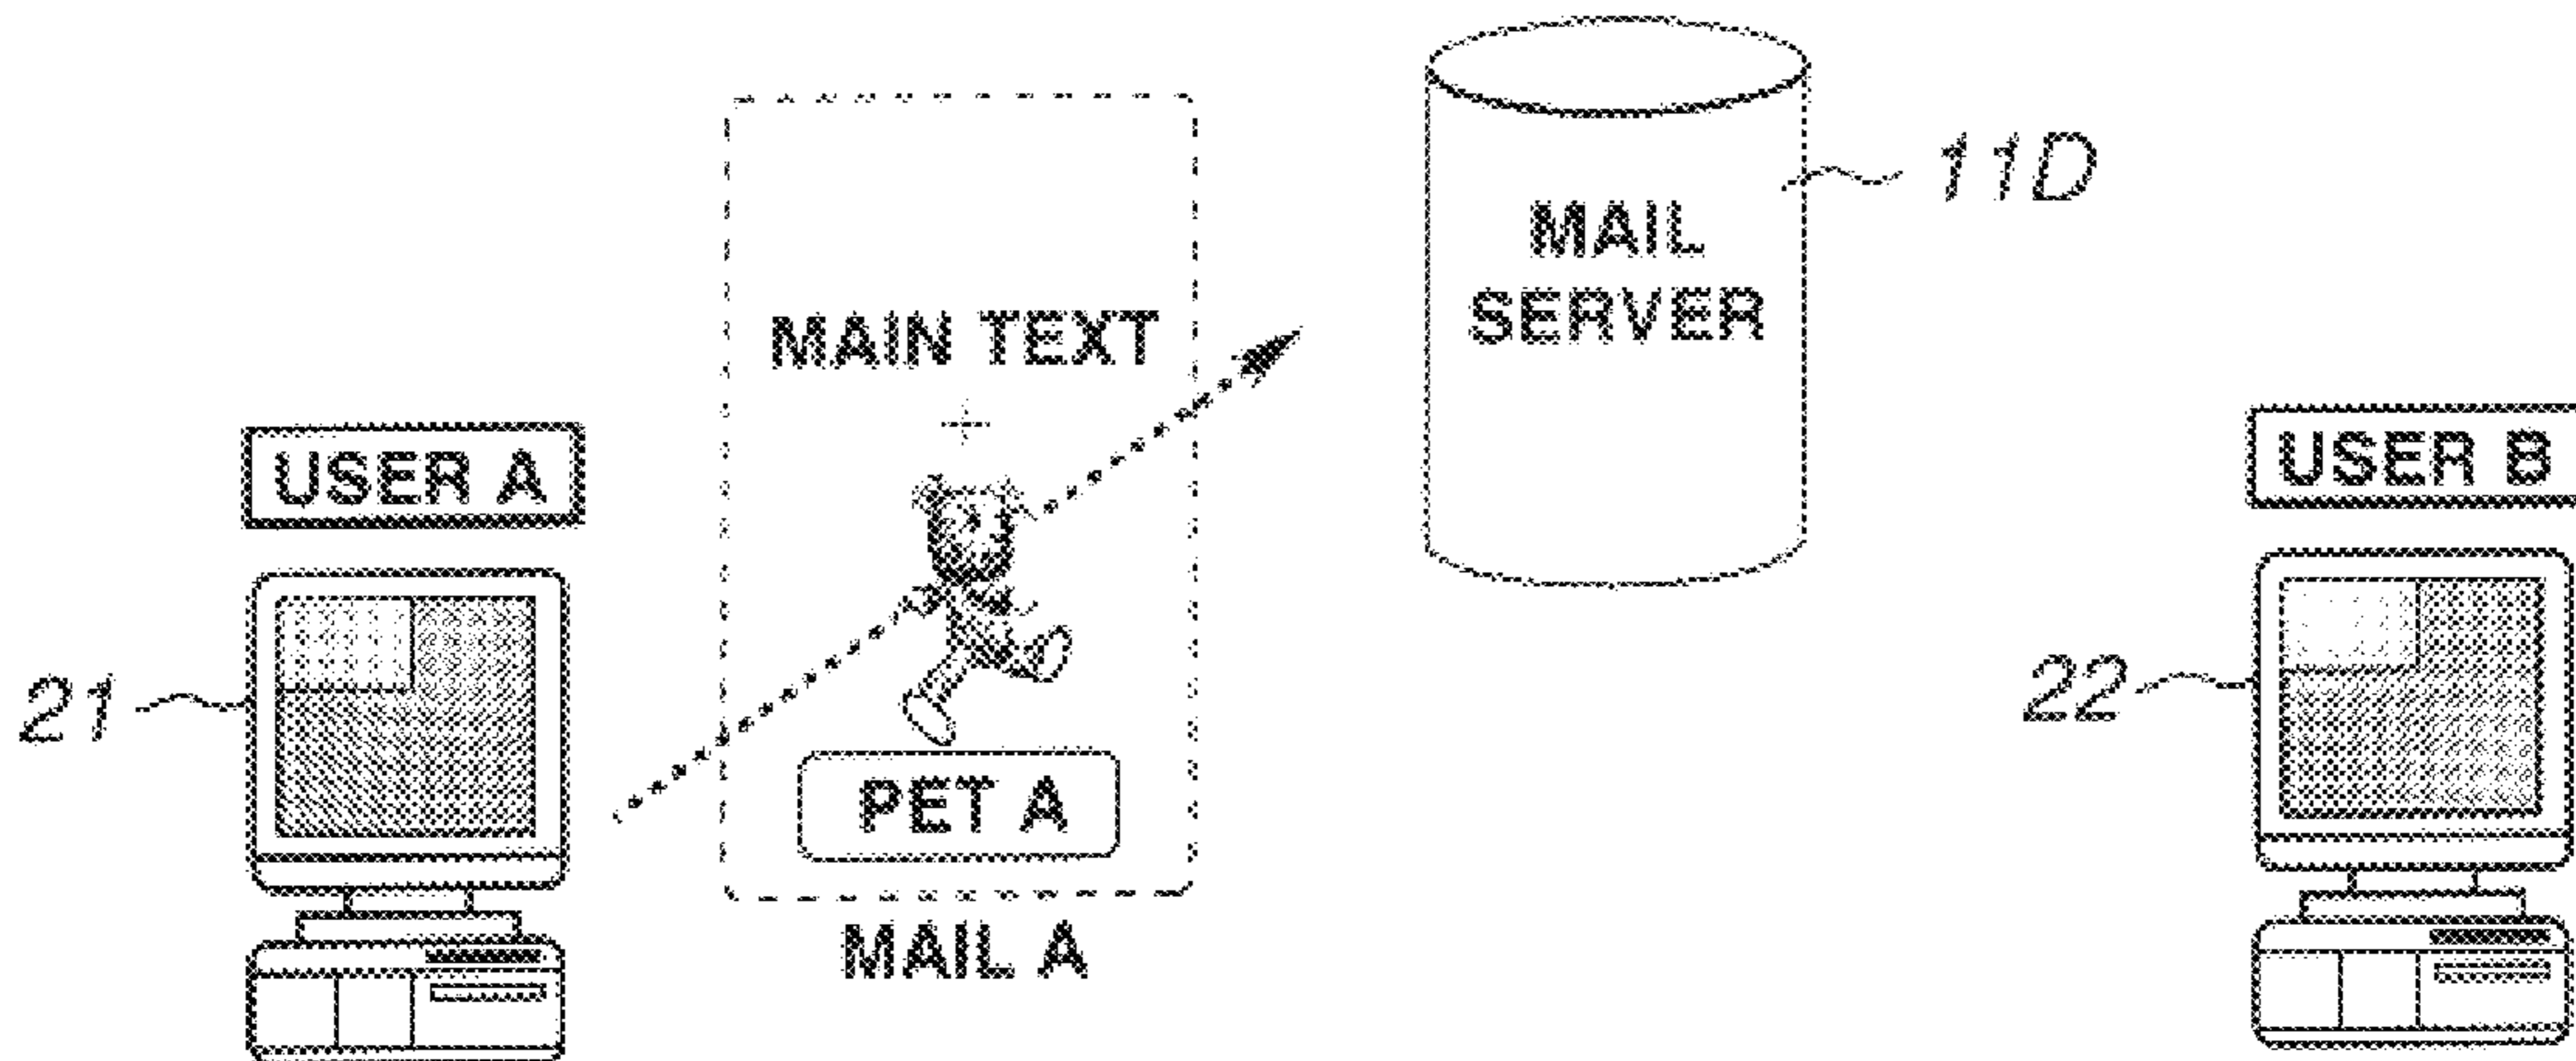 11D
MAIL
SERVER
MAIN TEXT
+
USER A
USER B
21
22
PET A
MAIL A